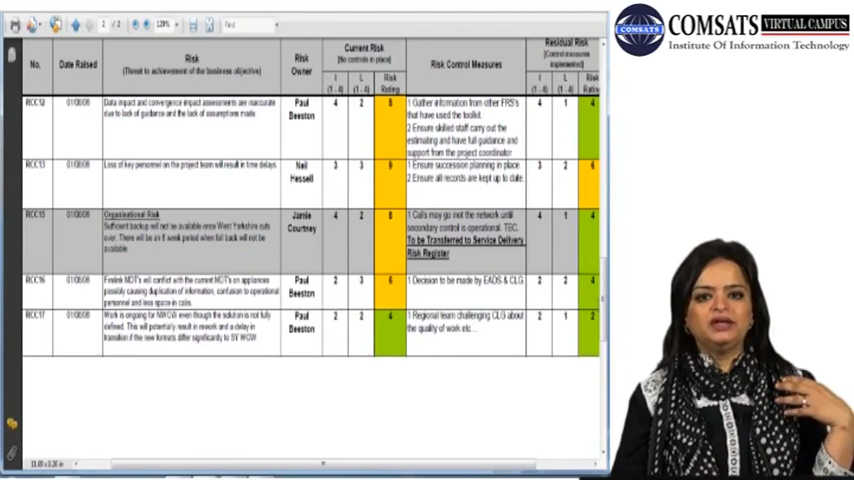 2 / 2
129%
Find
COMSATS
COMSATS VIRTUAL CAMPUS
Institute Of Information Technology
No.
Date Raised
Risk
(Threat to achievement of the business objective)
Risk
Owner
Current Risk
[No controls in place]
I
(1 - 4)
L
(1 - 4)
Risk
Rating
Risk Control Measures
Residual Risk
[Control measures
implemented]
I
(1 - 4)
L
(1 - 4)
Risk
Rating
RCC12
01/08/08
Data impact and convergence impact assessments are inaccurate
due to lack of guidance and the lack of assumptions made
Paul
Beeston
4
2
8
1 Gather information from other FRS's
that have used the toolkit.
2 Ensure skilled staff carry out the
estimating and have full guidance and
support from the project coordinator
4
1
4
RCC13
01/08/08
Loss of key personnel on the project team will result in time delays.
Neil
Hessell
3
3
9
1 Ensure succession planning in place.
2 Ensure all records are kept up to date.
3
2
6
RCC15
01/08/08
Organisational Risk
Sufficient backup will not be available once West Yorkshire cuts
over. There will be an 8 week period when fall back will not be
available.
Jamie
Courtney
4
2
8
1 Calls may go inot the network until
secondary control is operational. TBC.
To be Transferred to Service Delivery
Risk Register
4
1
4
RCC16
01/08/08
Firelink MDT's will conflict with the current MDT's on appliances
possibly causing duplication of information, confusion to operational
personnel and less space in cabs.
Paul
Beeston
2
3
6
1 Decision to be made by EADS & CLG.
2
2
4
RCC17
01/08/08
Work is ongoing for NWOW even though the solution is not fully
defined. This will potentially result in rework and a delay in
transition if the new formats differ significantly to SY WOW.
Paul
Beeston
2
2
4
1 Regional team challenging CLG about
the quality of work etc...
2
1
2